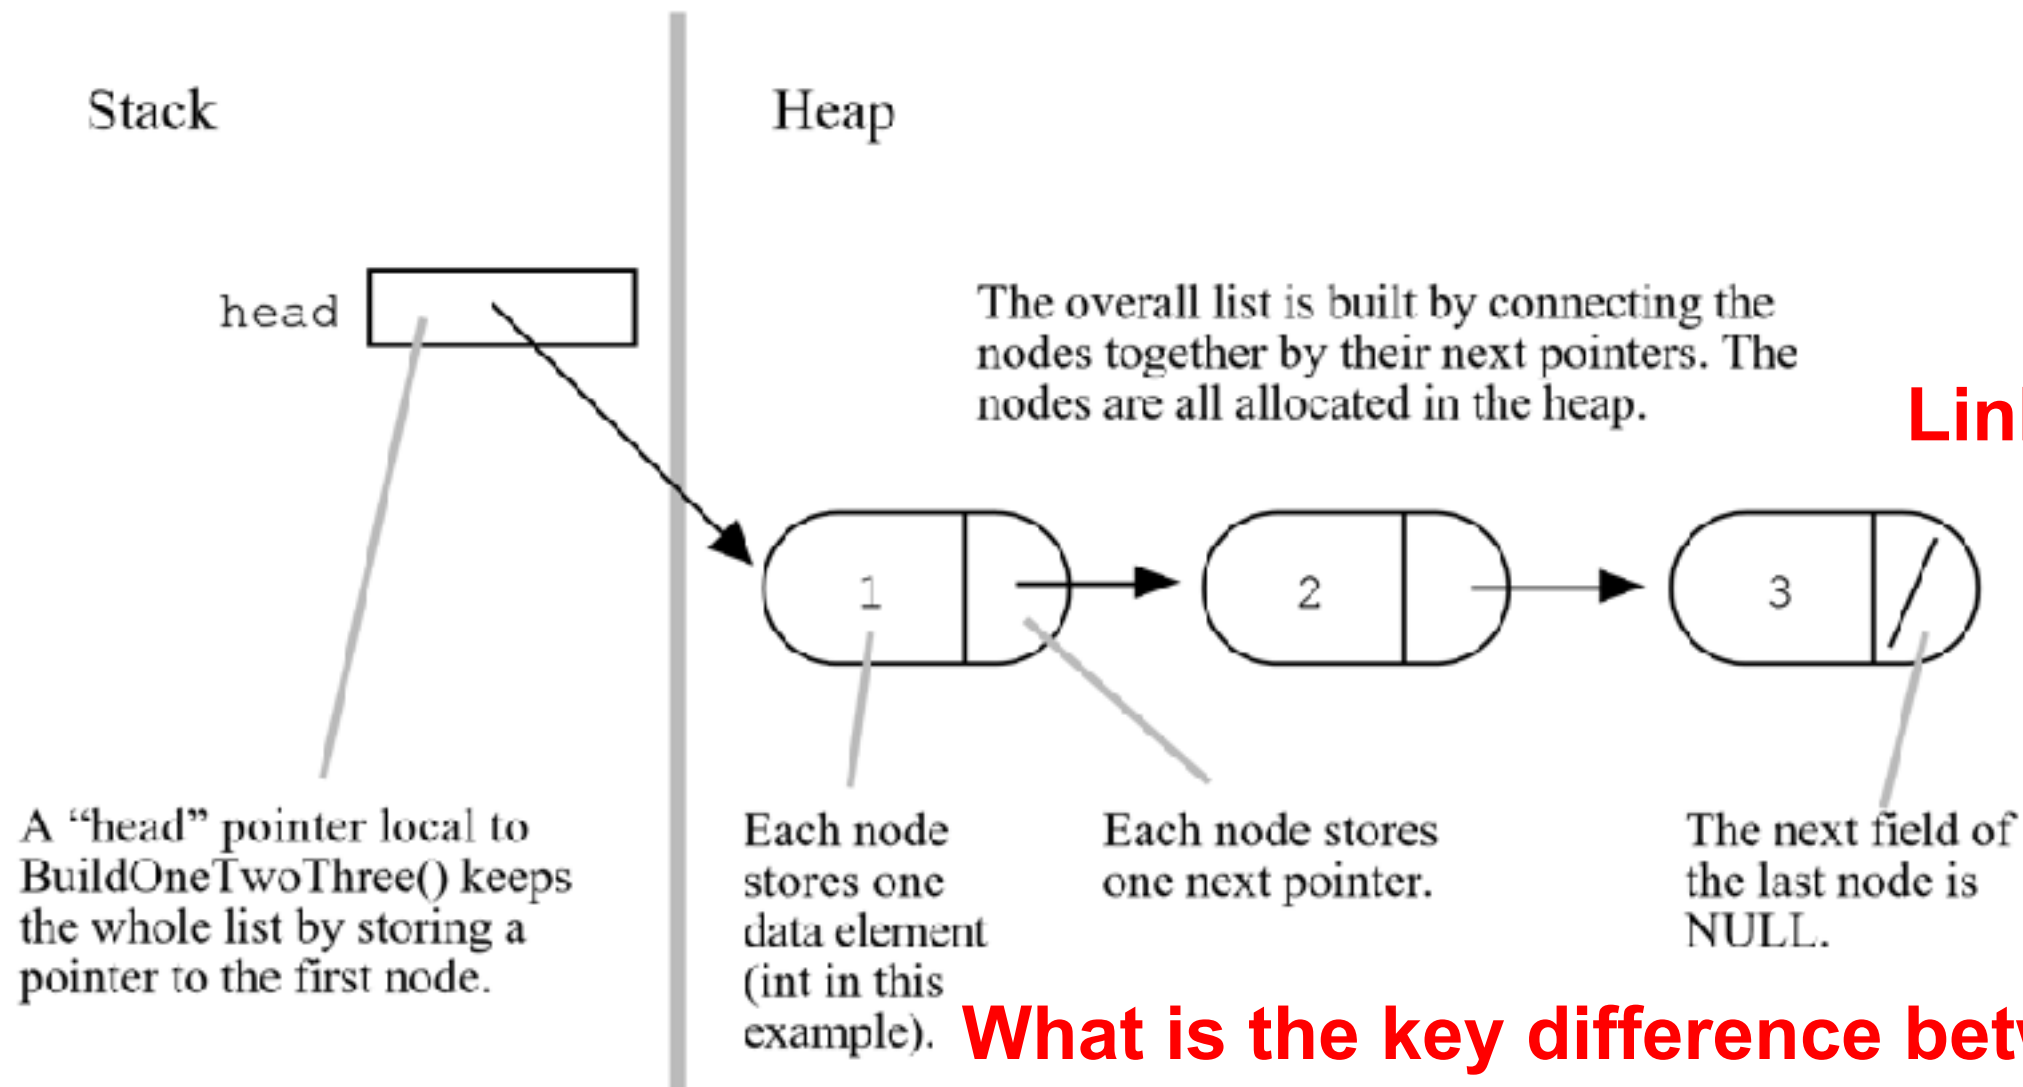 Stack
Heap
head
The overall list is built by connecting the
nodes together by their next pointers. The
nodes are all allocated in the heap.
1
2
3
A “head” pointer local to
BuildOneTwoThree() keeps
the whole list by storing a
pointer to the first node.
Each node
stores one
data element
(int in this
example).
Each node stores
one next pointer.
The next field of
the last node is
NULL.
What is the key difference